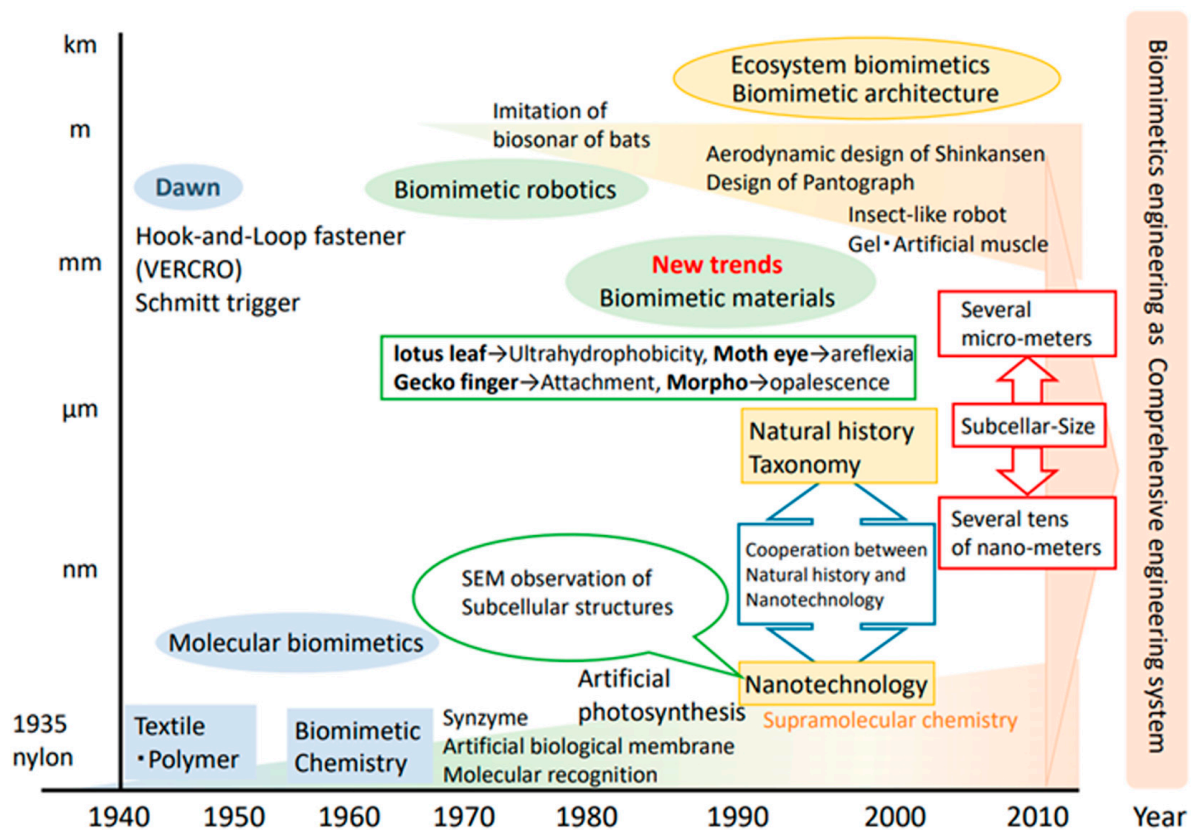 km
m
mm
μm
nm
1935
nylon
Ecosystem biomimetics
Biomimetic architecture
Imitation of
biosonar of bats
Aerodynamic design of Shinkansen
Design of Pantograph
Dawn
Biomimetic robotics
Hook-and-Loop fastener
(VERCRO)
Schmitt trigger
Insect-like robot
Gel・Artificial muscle
New trends
Biomimetic materials
lotus leaf→Ultrahydrophobicity, Moth eye→areflexia
Gecko finger→Attachment, Morpho→opalescence
Several
micro-meters
Subcellar-Size
Several tens
of nano-meters
Natural history
Taxonomy
Cooperation between
Natural history and
Nanotechnology
SEM observation of
Subcellular structures
Nanotechnology
Molecular biomimetics
Artificial
photosynthesis
Supramolecular chemistry
Textile
・Polymer
Biomimetic
Chemistry
Synzyme
Artificial biological membrane
Molecular recognition
1940 1950 1960 1970 1980 1990 2000 2010 Year
Biomimetics engineering as Comprehensive engineering system